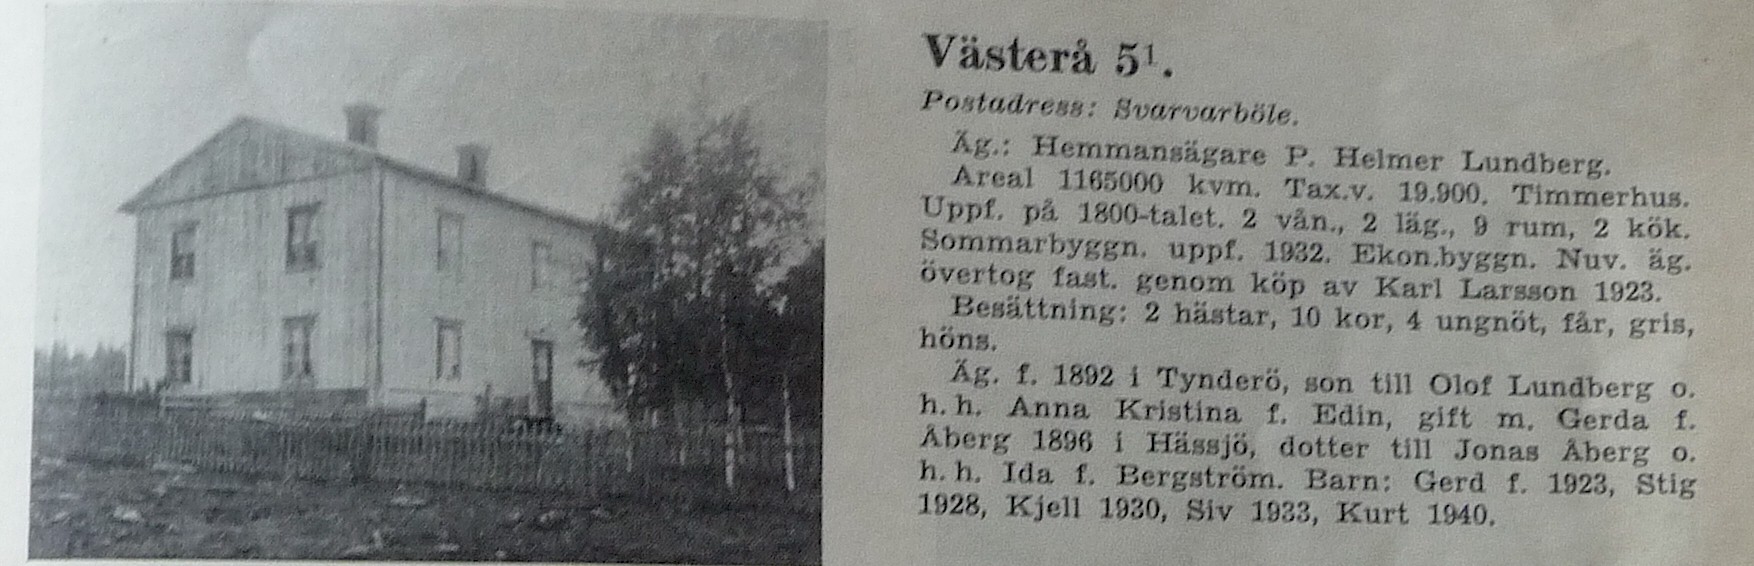 Västerå 5¹.
Postadress: Svarvarböle.
Äg.: Hemmansägare P. Helmer Lundberg.
Areal 1165000 kvm. Tax.v. 19.900. Timmerhus.
Uppf. på 1800-talet. 2 vån., 2 läg., 9 rum, 2 kök.
Sommarbyggn. uppf. 1932. Ekon.byggn. Nuv. äg.
övertog fast. genom köp av Karl Larsson 1923.
Besättning: 2 hästar, 10 kor, 4 ungnöt, får, gris,
höns.
Äg. f. 1892 i Tynderö, son till Olof Lundberg o.
h. h. Anna Kristina f. Edin, gift m. Gerda f.
Åberg 1896 i Hässjö, dotter till Jonas Åberg o.
h. h. Ida f. Bergström. Barn: Gerd f. 1923, Stig
1928, Kjell 1930, Siv 1933, Kurt 1940.